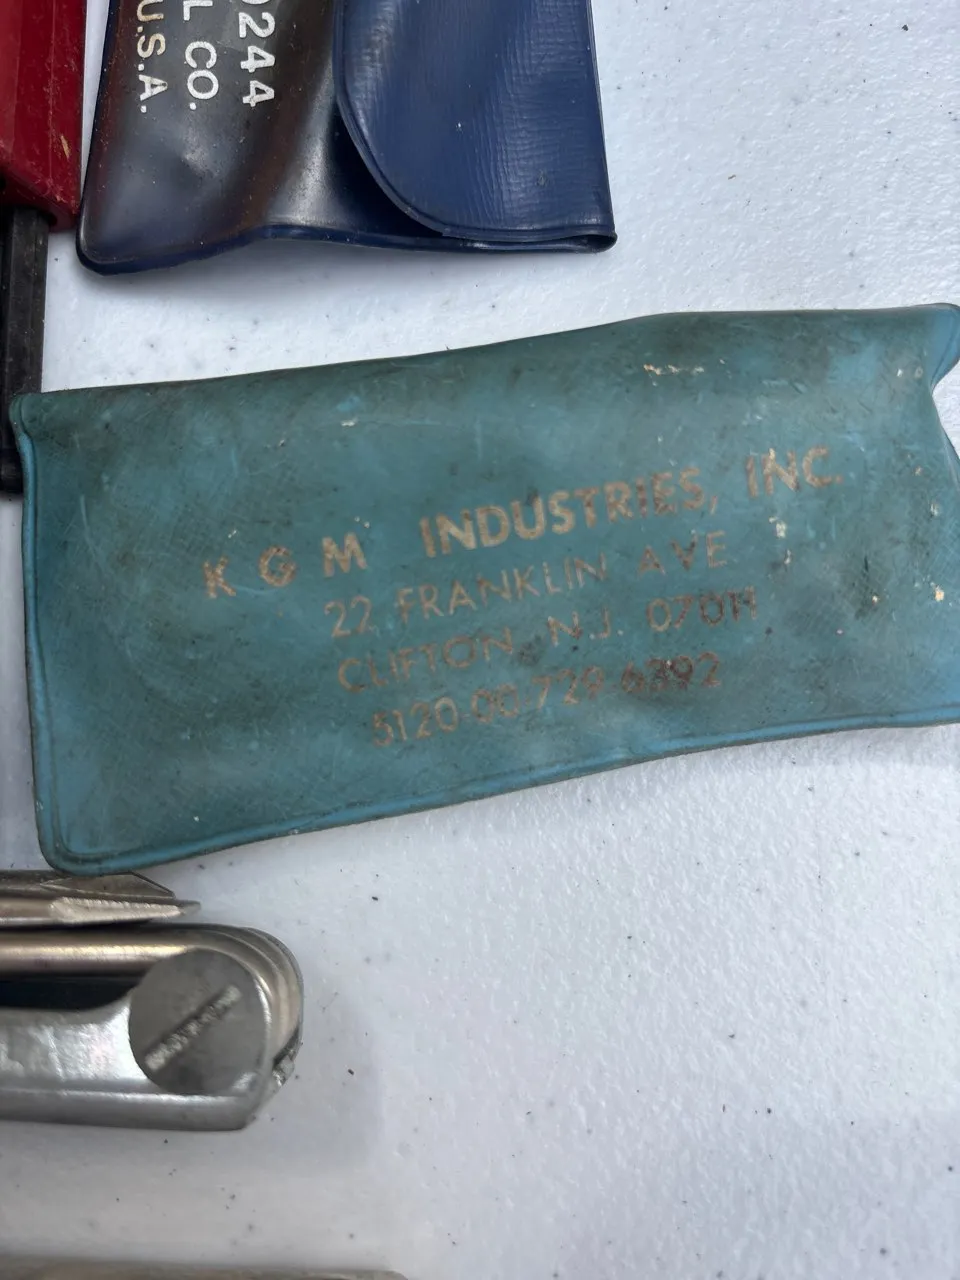 0244
L CO.
U.S.A.
K G M INDUSTRIES, INC.
22 FRANKLIN AVE
CLIFTON, N.J. 07011
5120-00-729-6392